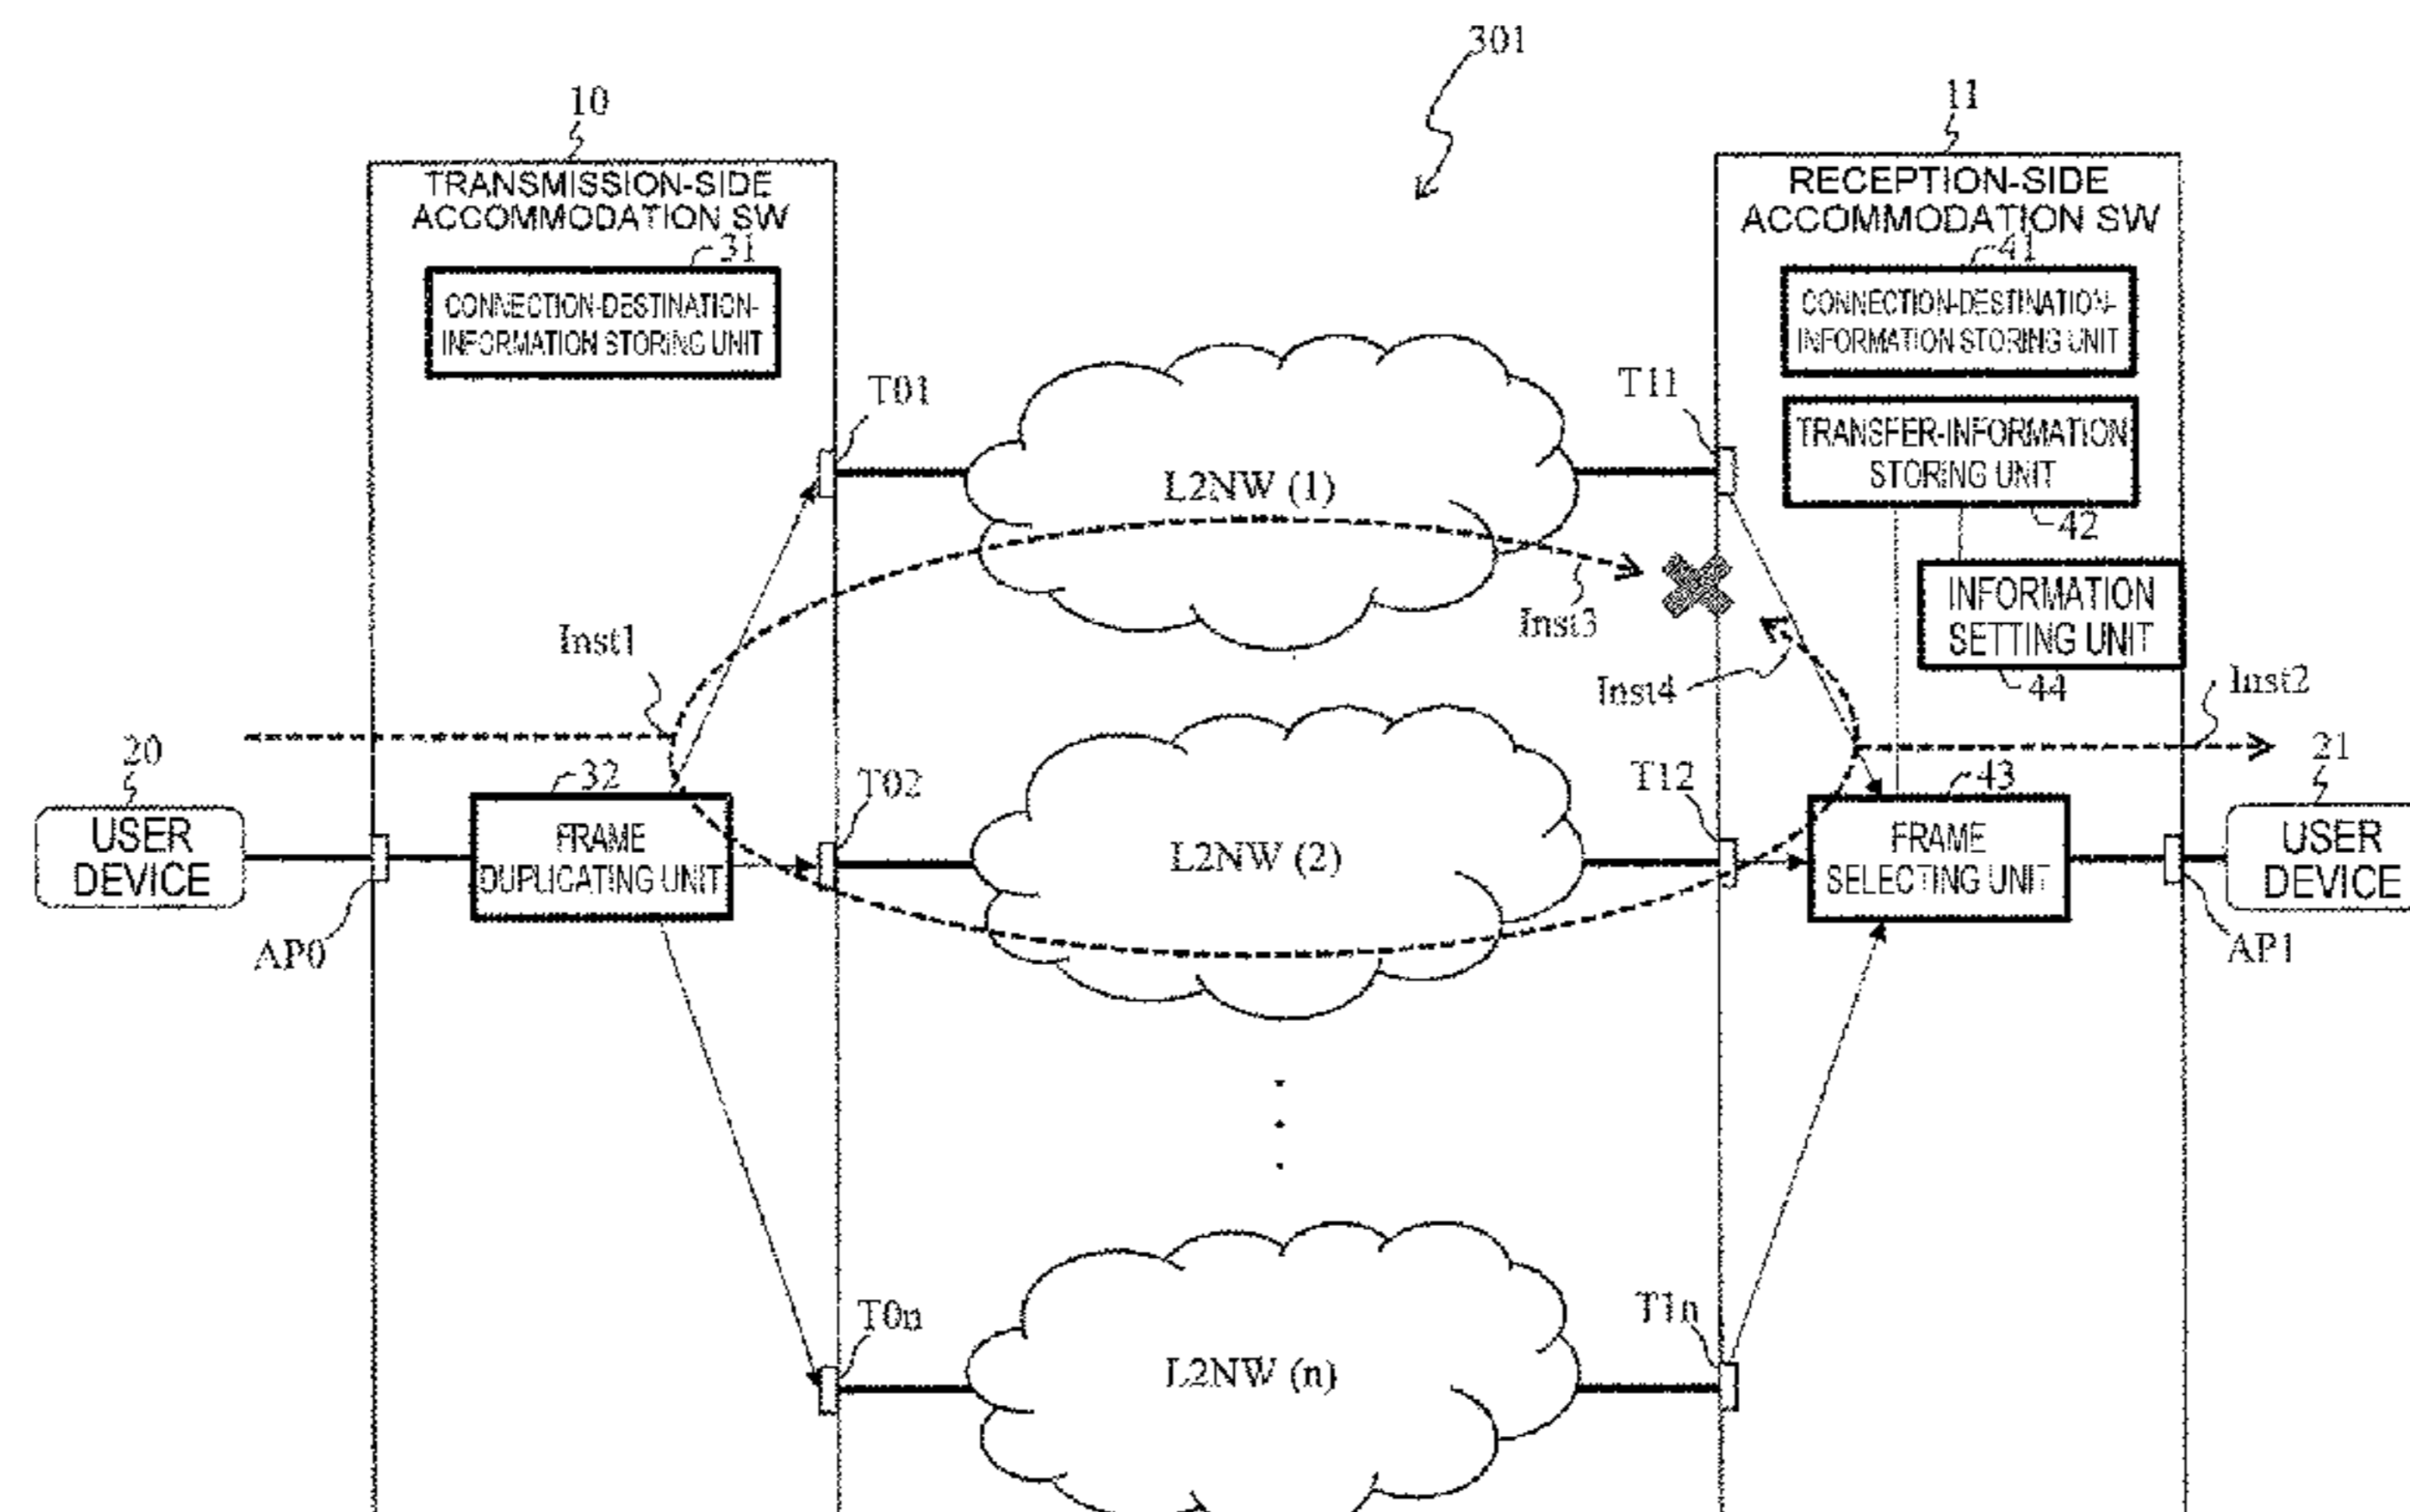 301
10
11
TRANSMISSION-SIDE
ACCOMMODATION SW
31
CONNECTION-DESTINATION-
INFORMATION STORING UNIT
RECEPTION-SIDE
ACCOMMODATION SW
41
CONNECTION-DESTINATION-
INFORMATION STORING UNIT
TRANSFER-INFORMATION
STORING UNIT
42
INFORMATION
SETTING UNIT
44
T01
L2NW (1)
T11
Inst1
Inst3
Inst4
Inst2
20
USER
DEVICE
AP0
32
FRAME
DUPLICATING UNIT
T02
L2NW (2)
T12
43
FRAME
SELECTING UNIT
21
USER
DEVICE
AP1
T0n
L2NW (n)
T1n